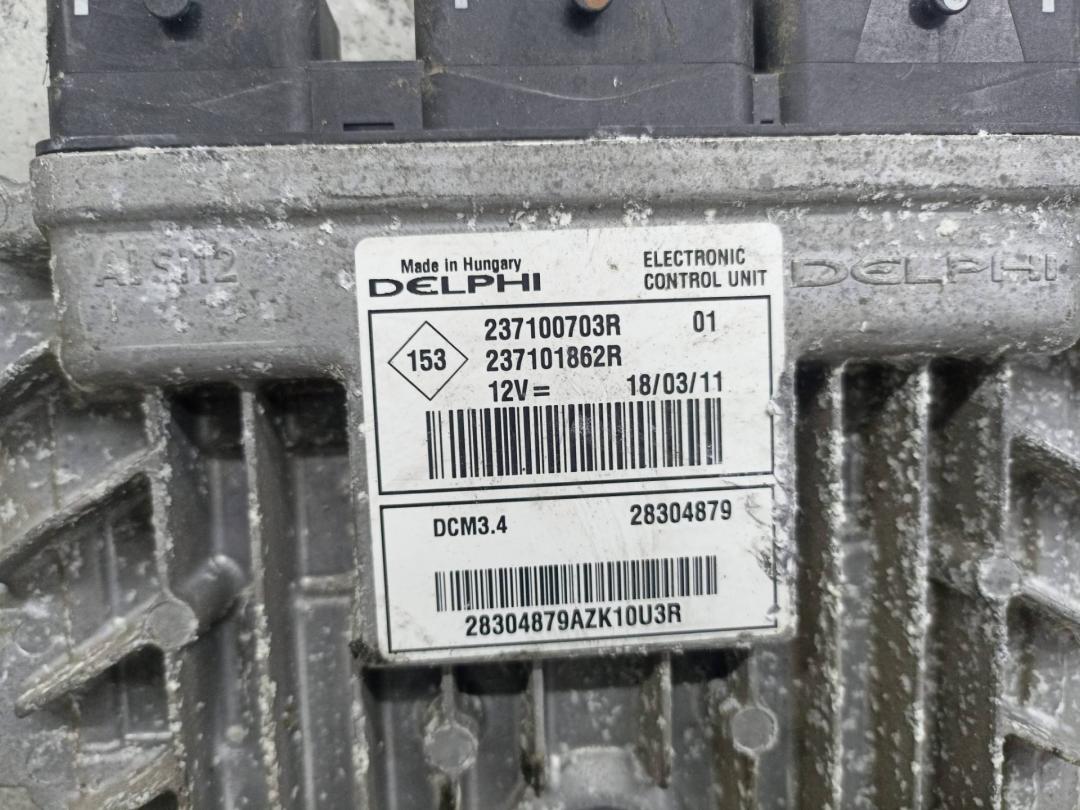 AlSi12
DELPHI
Made in Hungary
DELPHI
ELECTRONIC
CONTROL UNIT
153
237100703R 01
237101862R
12V= 18/03/11
DCM3.4 28304879
28304879AZK10U3R